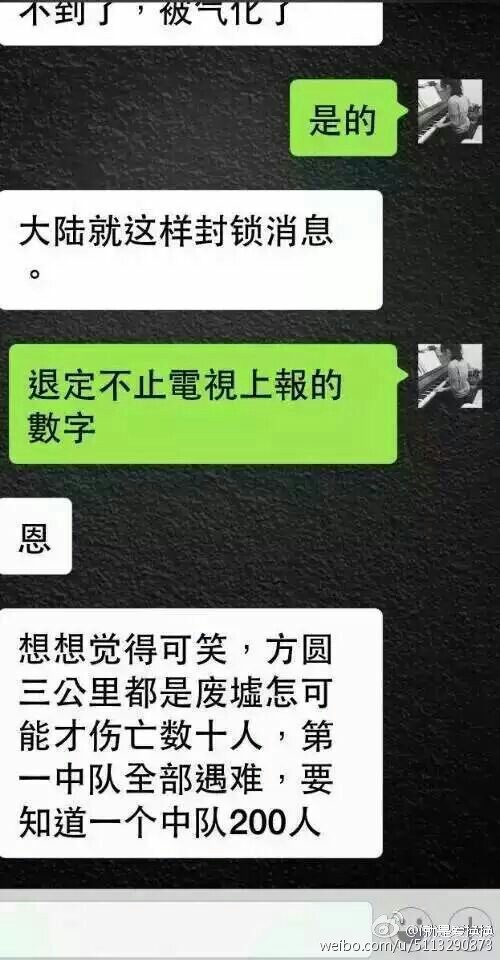 不到了，被气化了
是的
大陆就这样封锁消息
。
退定不止電視上報的
數字
恩
想想觉得可笑，方圆
三公里都是废墟怎可
能才伤亡数十人，第
一中队全部遇难，要
知道一个中队200人
weibo.com/u/5113290873